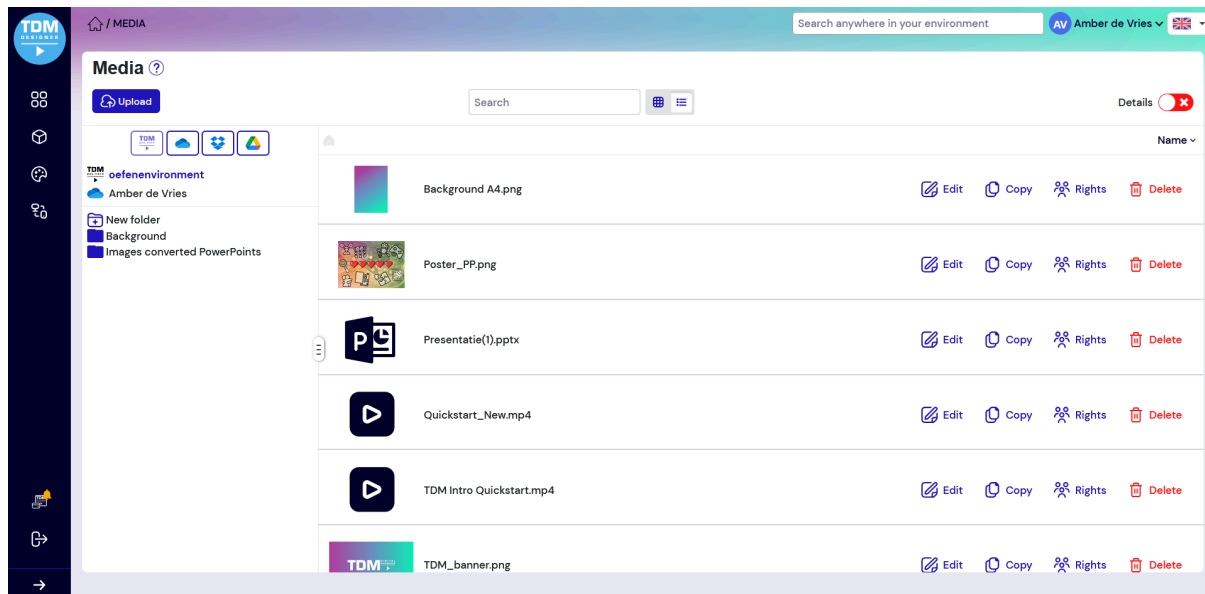 TDM
DESIGNER
/ MEDIA
Search anywhere in your environment
AV Amber de Vries
Media ?
Upload
Search
Details
TDM
Name
TDM oefenenvironment
Amber de Vries
New folder
Background
Images converted PowerPoints
Background A4.png Edit Copy Rights Delete
Poster_PP.png Edit Copy Rights Delete
P Presentatie(1).pptx Edit Copy Rights Delete
Quickstart_New.mp4 Edit Copy Rights Delete
TDM Intro Quickstart.mp4 Edit Copy Rights Delete
TDM TDM_banner.png Edit Copy Rights Delete